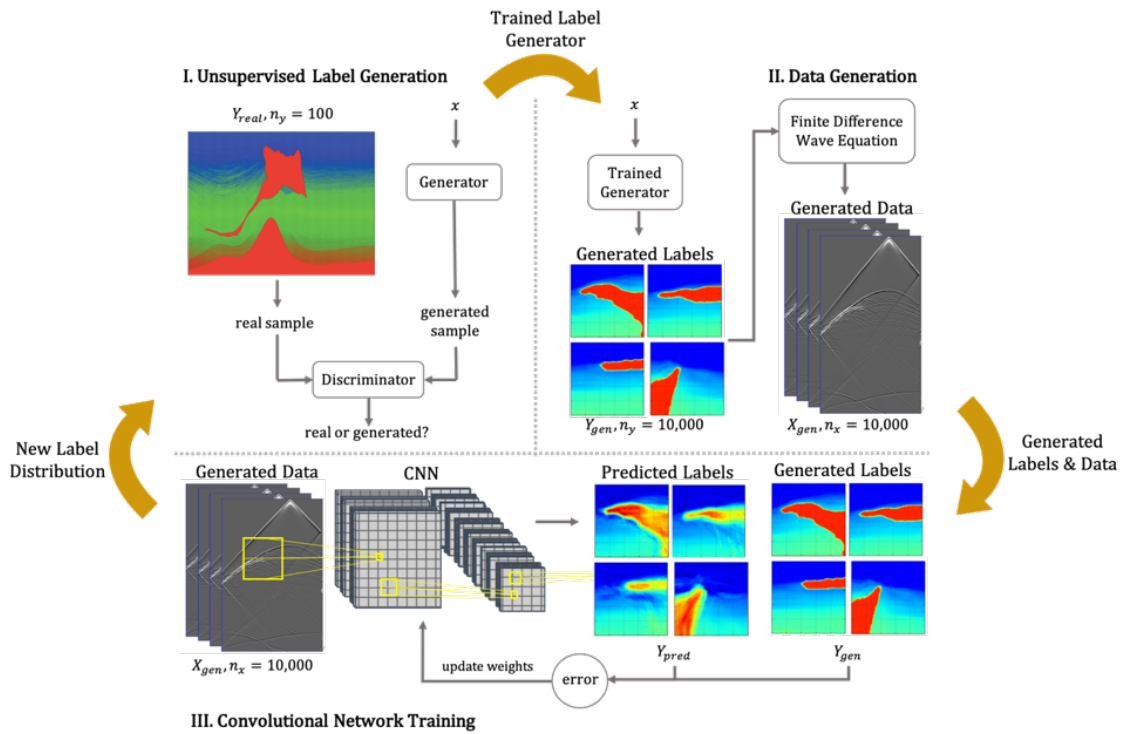 Trained Label
Generator
I. Unsupervised Label Generation
II. Data Generation
Y_real, n_y = 100
x
Generator
real sample
generated
sample
Discriminator
real or generated?
x
Trained
Generator
Generated Labels
Y_gen, n_y = 10,000
Finite Difference
Wave Equation
Generated Data
X_gen, n_x = 10,000
New Label
Distribution
Generated
Labels & Data
Generated Data
CNN
Predicted Labels
Generated Labels
X_gen, n_x = 10,000
update weights
error
Y_pred
Y_gen
III. Convolutional Network Training